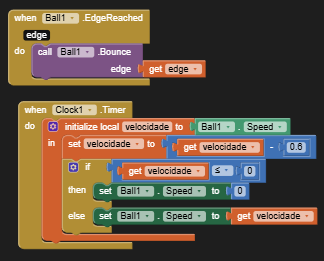 when Ball1 .EdgeReached
edge
do call Ball1 .Bounce
edge get edge
when Clock1 .Timer
do initialize local velocidade to Ball1 . Speed
in set velocidade to get velocidade - 0.6
if get velocidade ≤ 0
then set Ball1 . Speed to 0
else set Ball1 . Speed to get velocidade